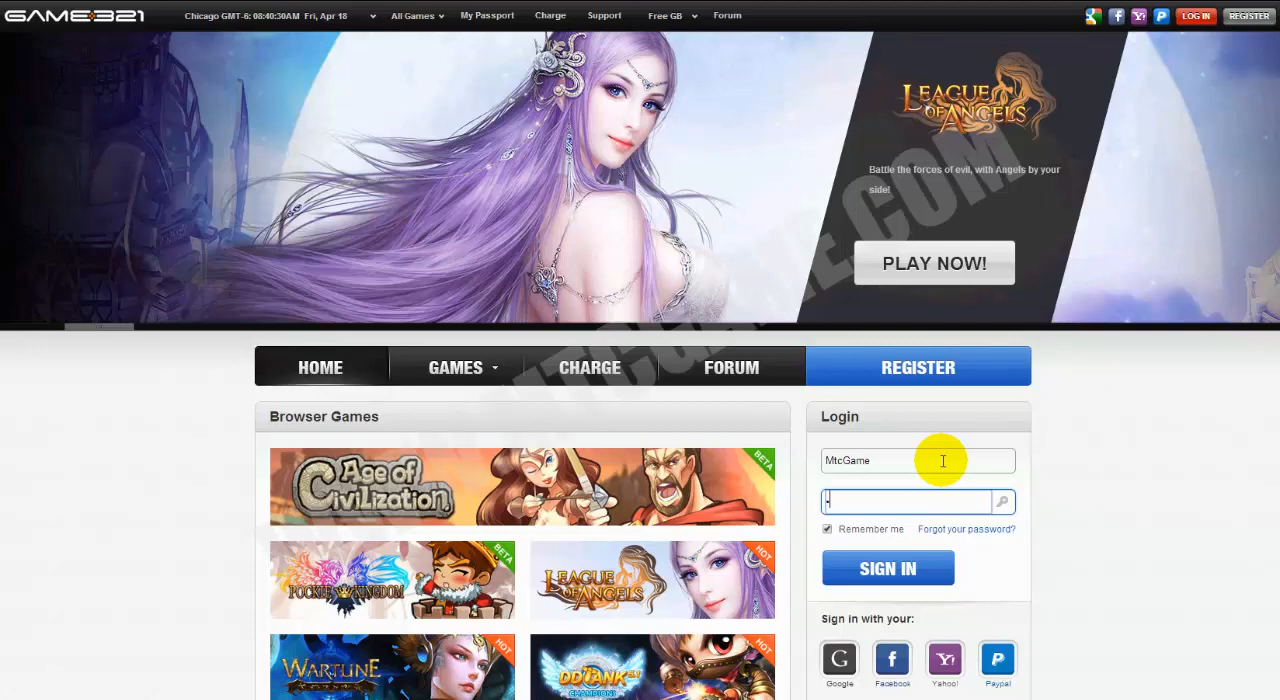 GAME321 Chicago GMT-6: 08:40:30AM Fri, Apr 18 All Games My Passport Charge Support Free GB Forum LOG IN REGISTER
LEAGUE OF ANGELS
Battle the forces of evil, with Angels by your
side!
PLAY NOW!
WWW.MTCGAME.COM
HOME GAMES CHARGE FORUM REGISTER
Browser Games
Age of Civilization
BETA
POCKIE KINGDOM
BETA
LEAGUE OF ANGELS
HOT
WARTUNE
HOT
DDTANK
CHAMPIONS
HOT
Login
MtcGame
Remember me Forgot your password?
SIGN IN
Sign in with your:
Google Facebook Yahoo! Paypal